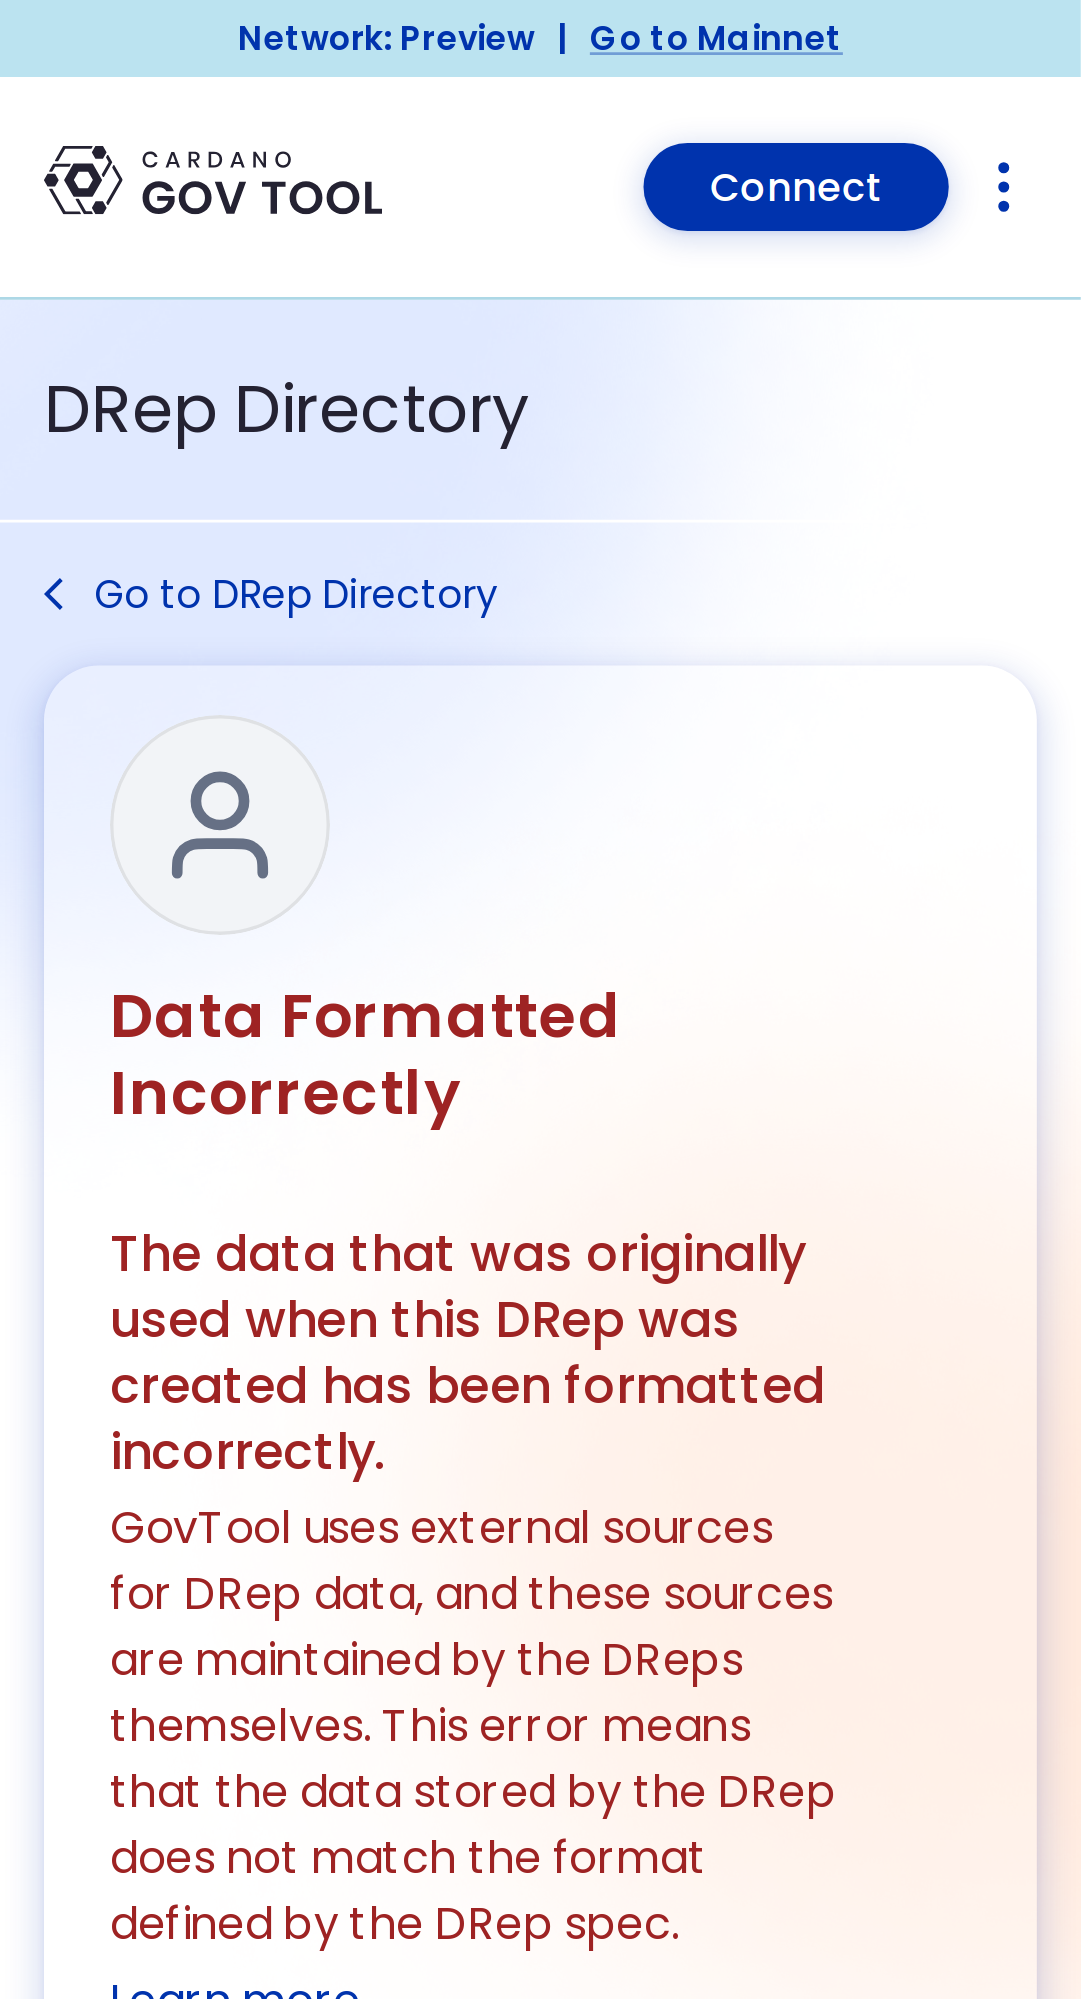 Network: Preview | Go to Mainnet
CARDANO
GOV TOOL
Connect
DRep Directory
Go to DRep Directory
Data Formatted
Incorrectly
The data that was originally
used when this DRep was
created has been formatted
incorrectly.
GovTool uses external sources
for DRep data, and these sources
are maintained by the DReps
themselves. This error means
that the data stored by the DRep
does not match the format
defined by the DRep spec.
Learn more